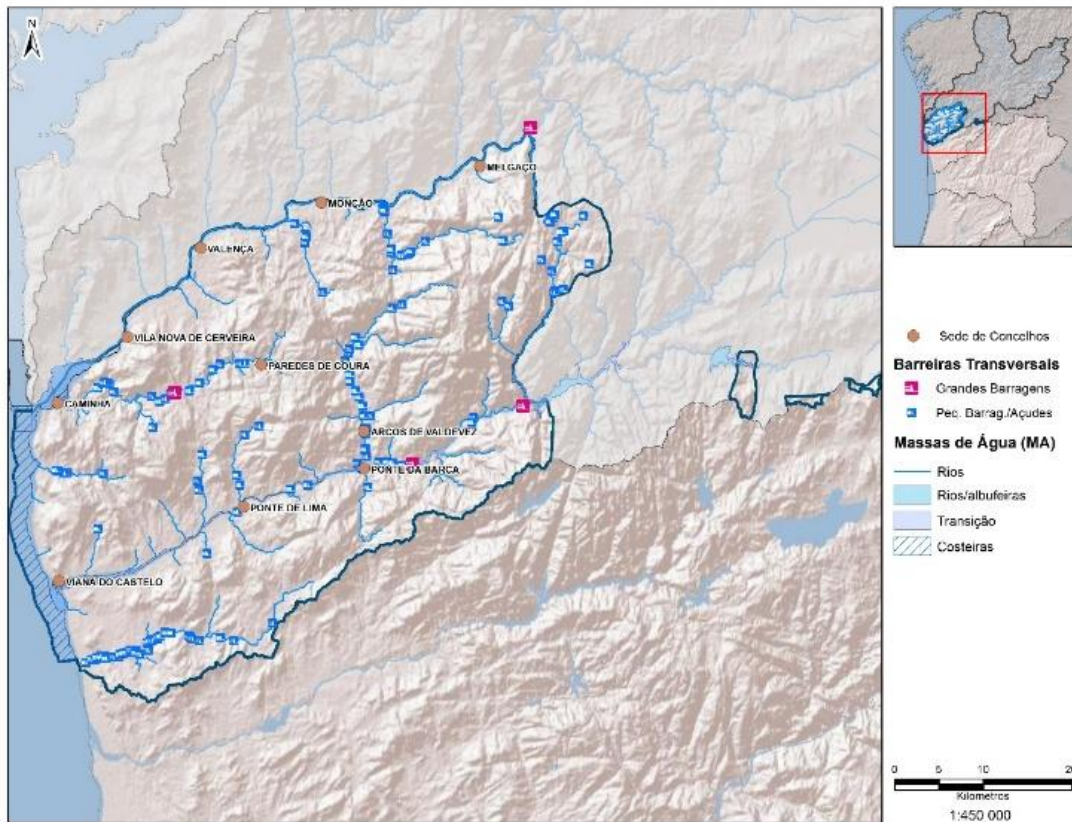 N
MELGAÇO
MONÇÃO
VALENÇA
VILA NOVA DE CERVEIRA
PAREDES DE COURA
CAMINHA
ARCOS DE VALDEVEZ
PONTE DA BARCA
PONTE DE LIMA
VIANA DO CASTELO
Sede de Concelhos
Barreiras Transversais
Grandes Barragens
Peq. Barrag./Açudes
Massas de Água (MA)
Rios
Rios/albufeiras
Transição
Costeiras
0 5 10 20
Kilometros
1:450 000